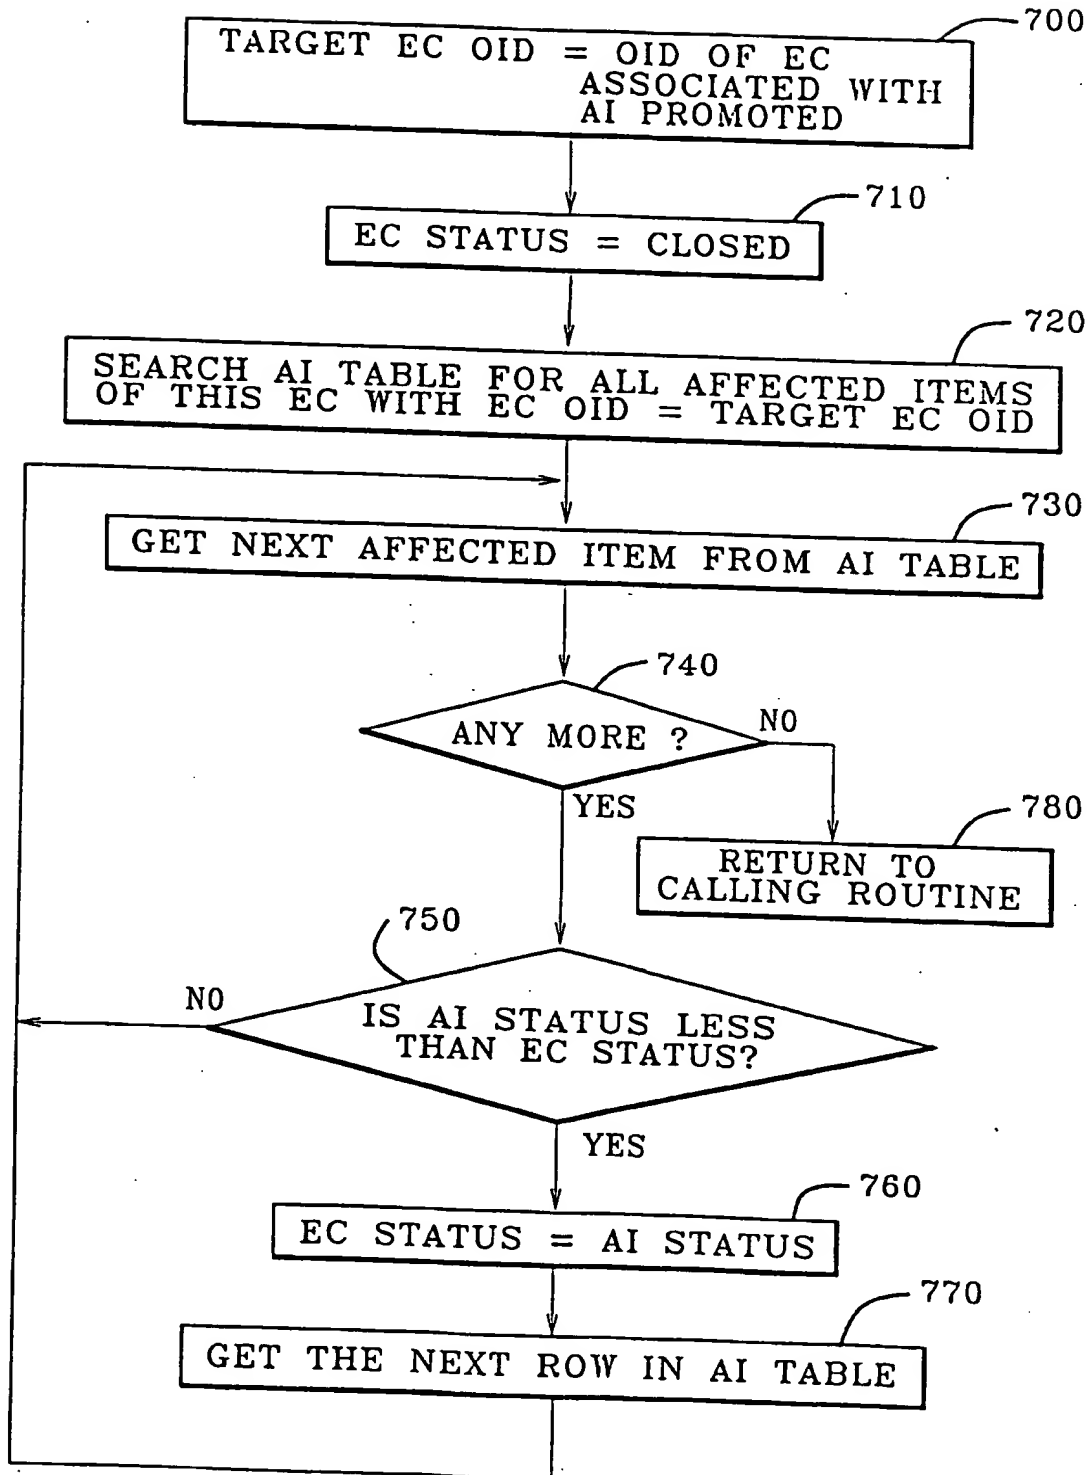 700
TARGET EC OID = OID OF EC
ASSOCIATED WITH
AI PROMOTED
710
EC STATUS = CLOSED
720
SEARCH AI TABLE FOR ALL AFFECTED ITEMS
OF THIS EC WITH EC OID = TARGET EC OID
730
GET NEXT AFFECTED ITEM FROM AI TABLE
740
ANY MORE ?
NO
YES
780
RETURN TO
CALLING ROUTINE
750
NO
IS AI STATUS LESS
THAN EC STATUS?
YES
760
EC STATUS = AI STATUS
770
GET THE NEXT ROW IN AI TABLE